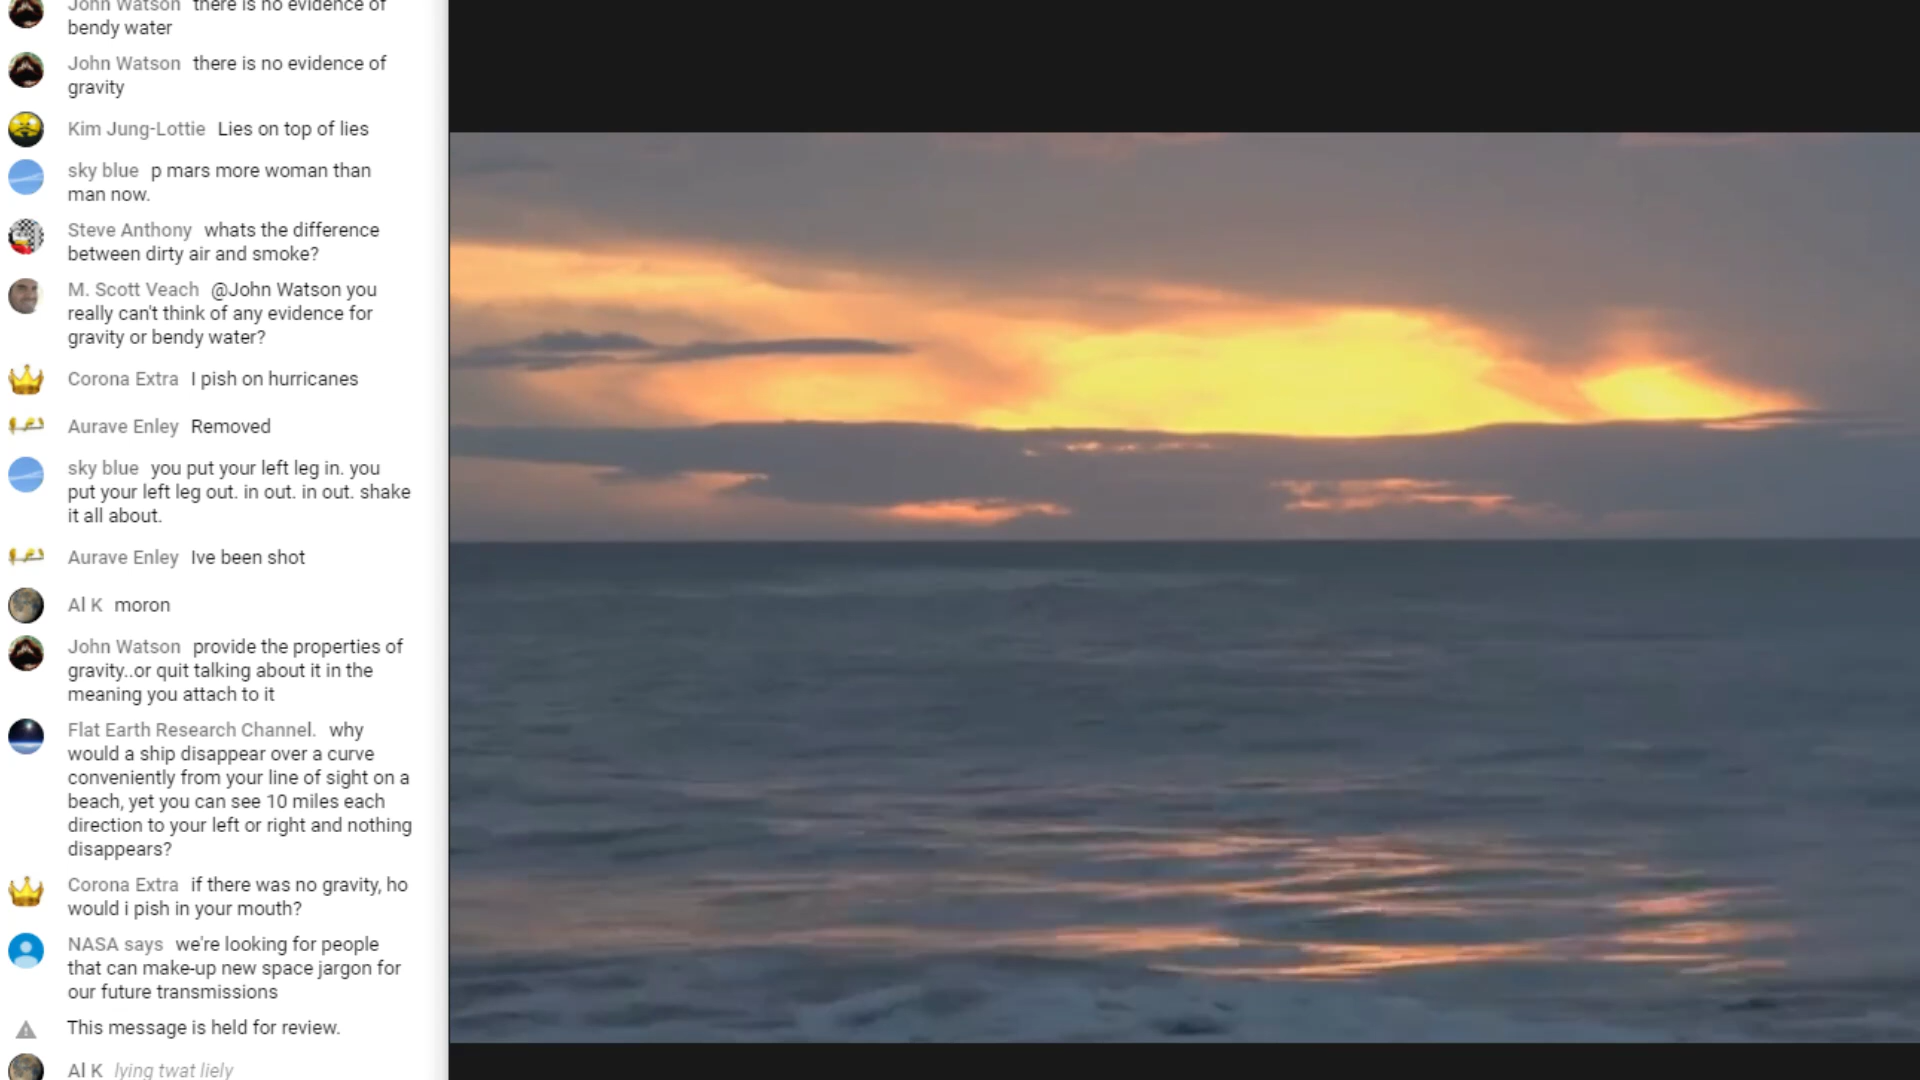 John Watson there is no evidence of
bendy water
John Watson there is no evidence of
gravity
Kim Jung-Lottie Lies on top of lies
sky blue p mars more woman than
man now.
Steve Anthony whats the difference
between dirty air and smoke?
M. Scott Veach @John Watson you
really can't think of any evidence for
gravity or bendy water?
Corona Extra I pish on hurricanes
Aurave Enley Removed
sky blue you put your left leg in. you
put your left leg out. in out. in out. shake
it all about.
Aurave Enley Ive been shot
Al K moron
John Watson provide the properties of
gravity..or quit talking about it in the
meaning you attach to it
Flat Earth Research Channel. why
would a ship disappear over a curve
conveniently from your line of sight on a
beach, yet you can see 10 miles each
direction to your left or right and nothing
disappears?
Corona Extra if there was no gravity, ho
would i pish in your mouth?
NASA says we're looking for people
that can make-up new space jargon for
our future transmissions
This message is held for review.
Al K lying twat liely